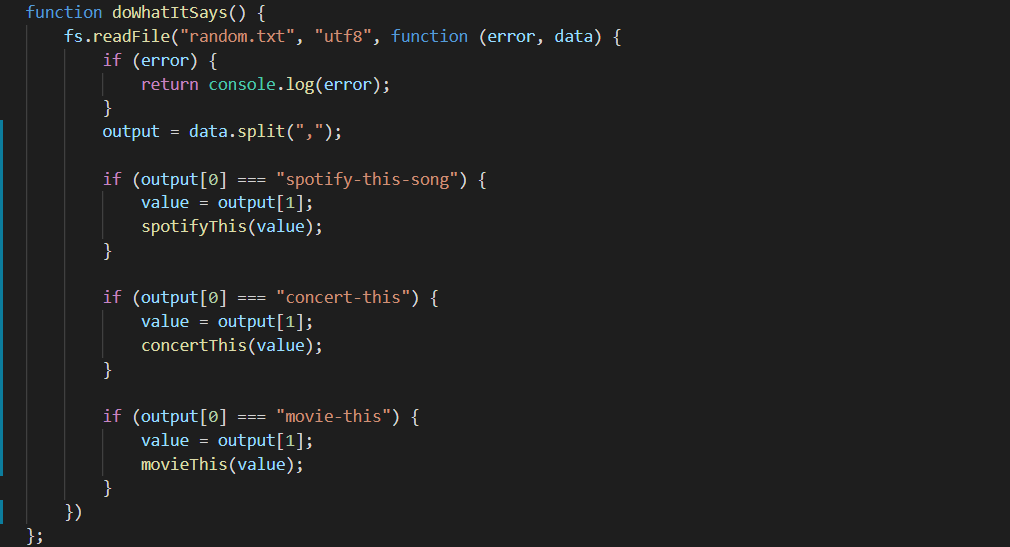 function doWhatItSays() {
    fs.readFile("random.txt", "utf8", function (error, data) {
        if (error) {
            return console.log(error);
        }
        output = data.split(",");

        if (output[0] === "spotify-this-song") {
            value = output[1];
            spotifyThis(value);
        }

        if (output[0] === "concert-this") {
            value = output[1];
            concertThis(value);
        }

        if (output[0] === "movie-this") {
            value = output[1];
            movieThis(value);
        }
    })
};